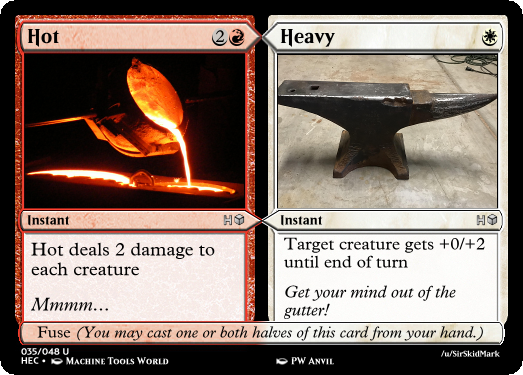 Hot 2
Instant
Hot deals 2 damage to
each creature
Mmmm...
Heavy
Instant
Target creature gets +0/+2
until end of turn
Get your mind out of the
gutter!
Fuse (You may cast one or both halves of this card from your hand.)
035/048 U
HEC • Machine Tools World
PW Anvil
/u/SirSkidMark